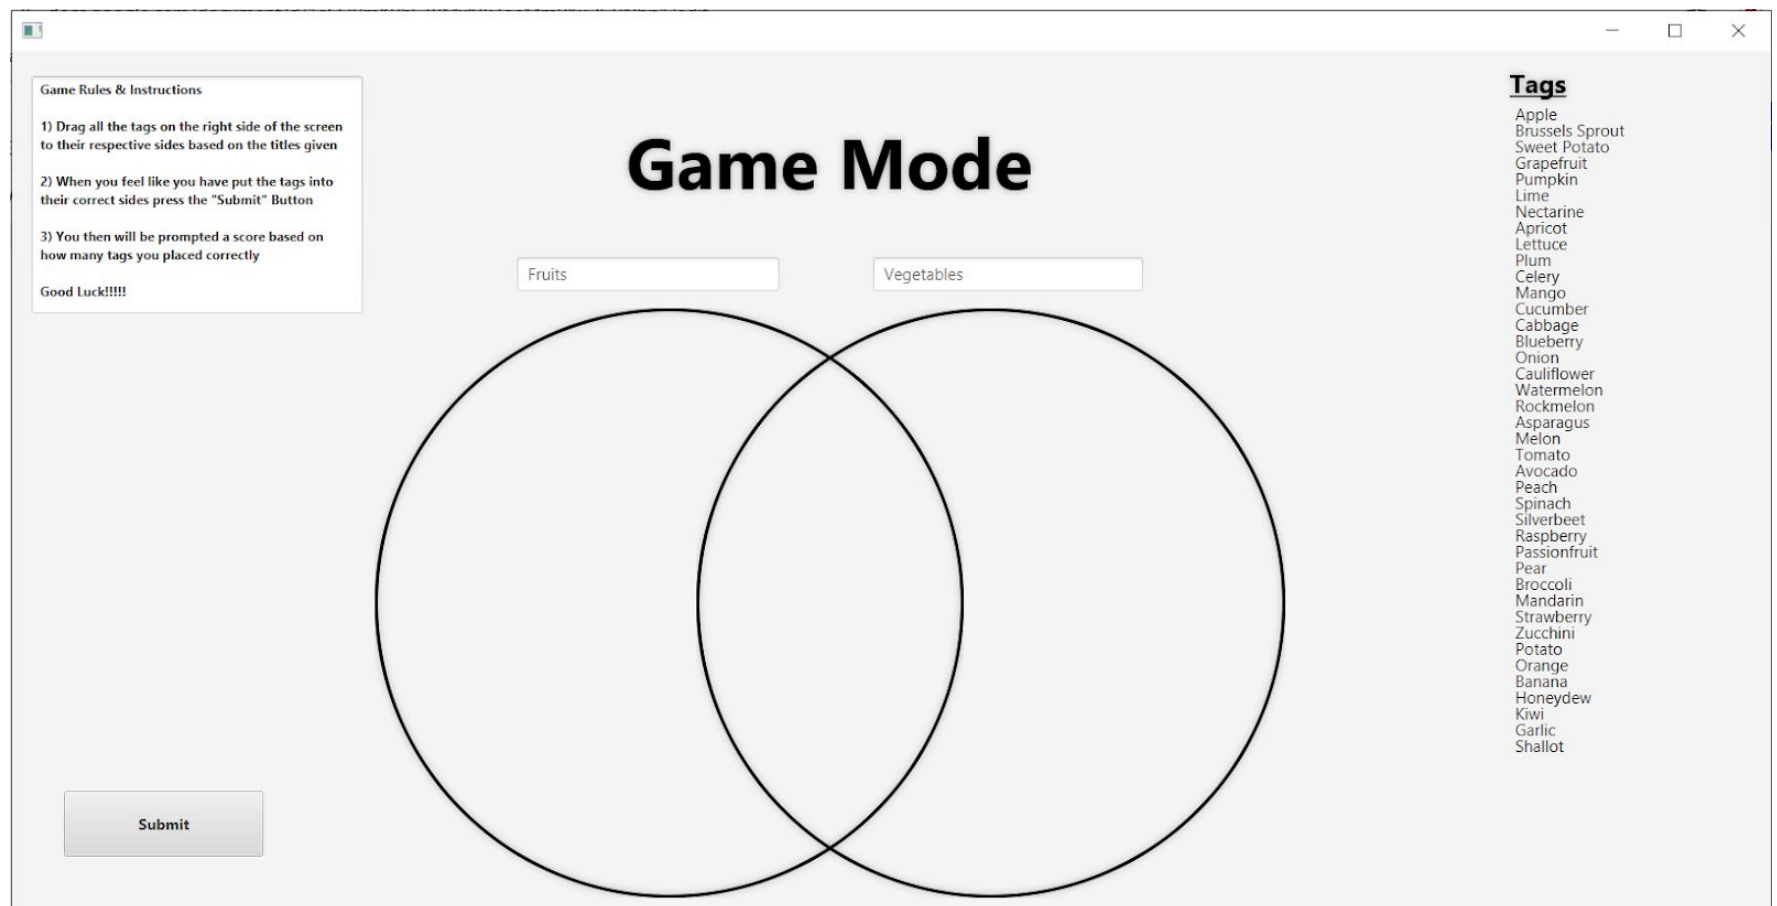 Game Rules & Instructions
1) Drag all the tags on the right side of the screen
to their respective sides based on the titles given
2) When you feel like you have put the tags into
their correct sides press the "Submit" Button
3) You then will be prompted a score based on
how many tags you placed correctly
Good Luck!!!!!
Game Mode
Fruits
Vegetables
Tags
Apple
Brussels Sprout
Sweet Potato
Grapefruit
Pumpkin
Lime
Nectarine
Apricot
Lettuce
Plum
Celery
Mango
Cucumber
Cabbage
Blueberry
Onion
Cauliflower
Watermelon
Rockmelon
Asparagus
Melon
Tomato
Avocado
Peach
Spinach
Silverbeet
Raspberry
Passionfruit
Pear
Broccoli
Mandarin
Strawberry
Zucchini
Potato
Orange
Banana
Honeydew
Kiwi
Garlic
Shallot
Submit